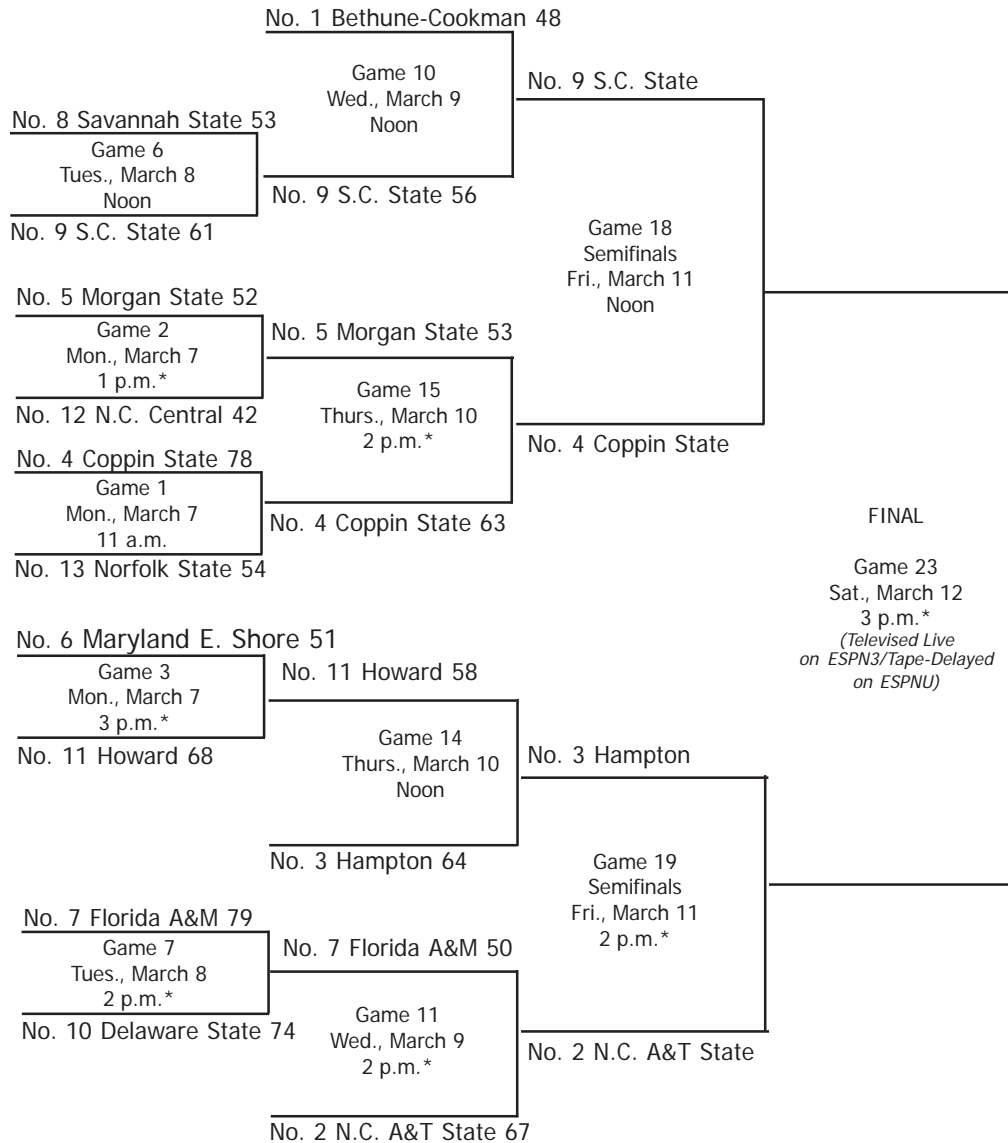 No. 1 Bethune-Cookman 48
Game 10
Wed., March 9
Noon
No. 9 S.C. State
No. 8 Savannah State 53
Game 6
Tues., March 8
Noon
No. 9 S.C. State 56
No. 9 S.C. State 61
Game 18
Semifinals
Fri., March 11
Noon
No. 5 Morgan State 52
Game 2
Mon., March 7
1 p.m.*
No. 5 Morgan State 53
No. 12 N.C. Central 42
Game 15
Thurs., March 10
2 p.m.*
No. 4 Coppin State
No. 4 Coppin State 78
Game 1
Mon., March 7
11 a.m.
No. 4 Coppin State 63
No. 13 Norfolk State 54
FINAL
Game 23
Sat., March 12
3 p.m.*
(Televised Live
on ESPN3/Tape-Delayed
on ESPNU)
No. 6 Maryland E. Shore 51
Game 3
Mon., March 7
3 p.m.*
No. 11 Howard 58
No. 11 Howard 68
Game 14
Thurs., March 10
Noon
No. 3 Hampton
No. 3 Hampton 64
Game 19
Semifinals
Fri., March 11
2 p.m.*
No. 7 Florida A&M 79
Game 7
Tues., March 8
2 p.m.*
No. 7 Florida A&M 50
No. 10 Delaware State 74
Game 11
Wed., March 9
2 p.m.*
No. 2 N.C. A&T State
No. 2 N.C. A&T State 67